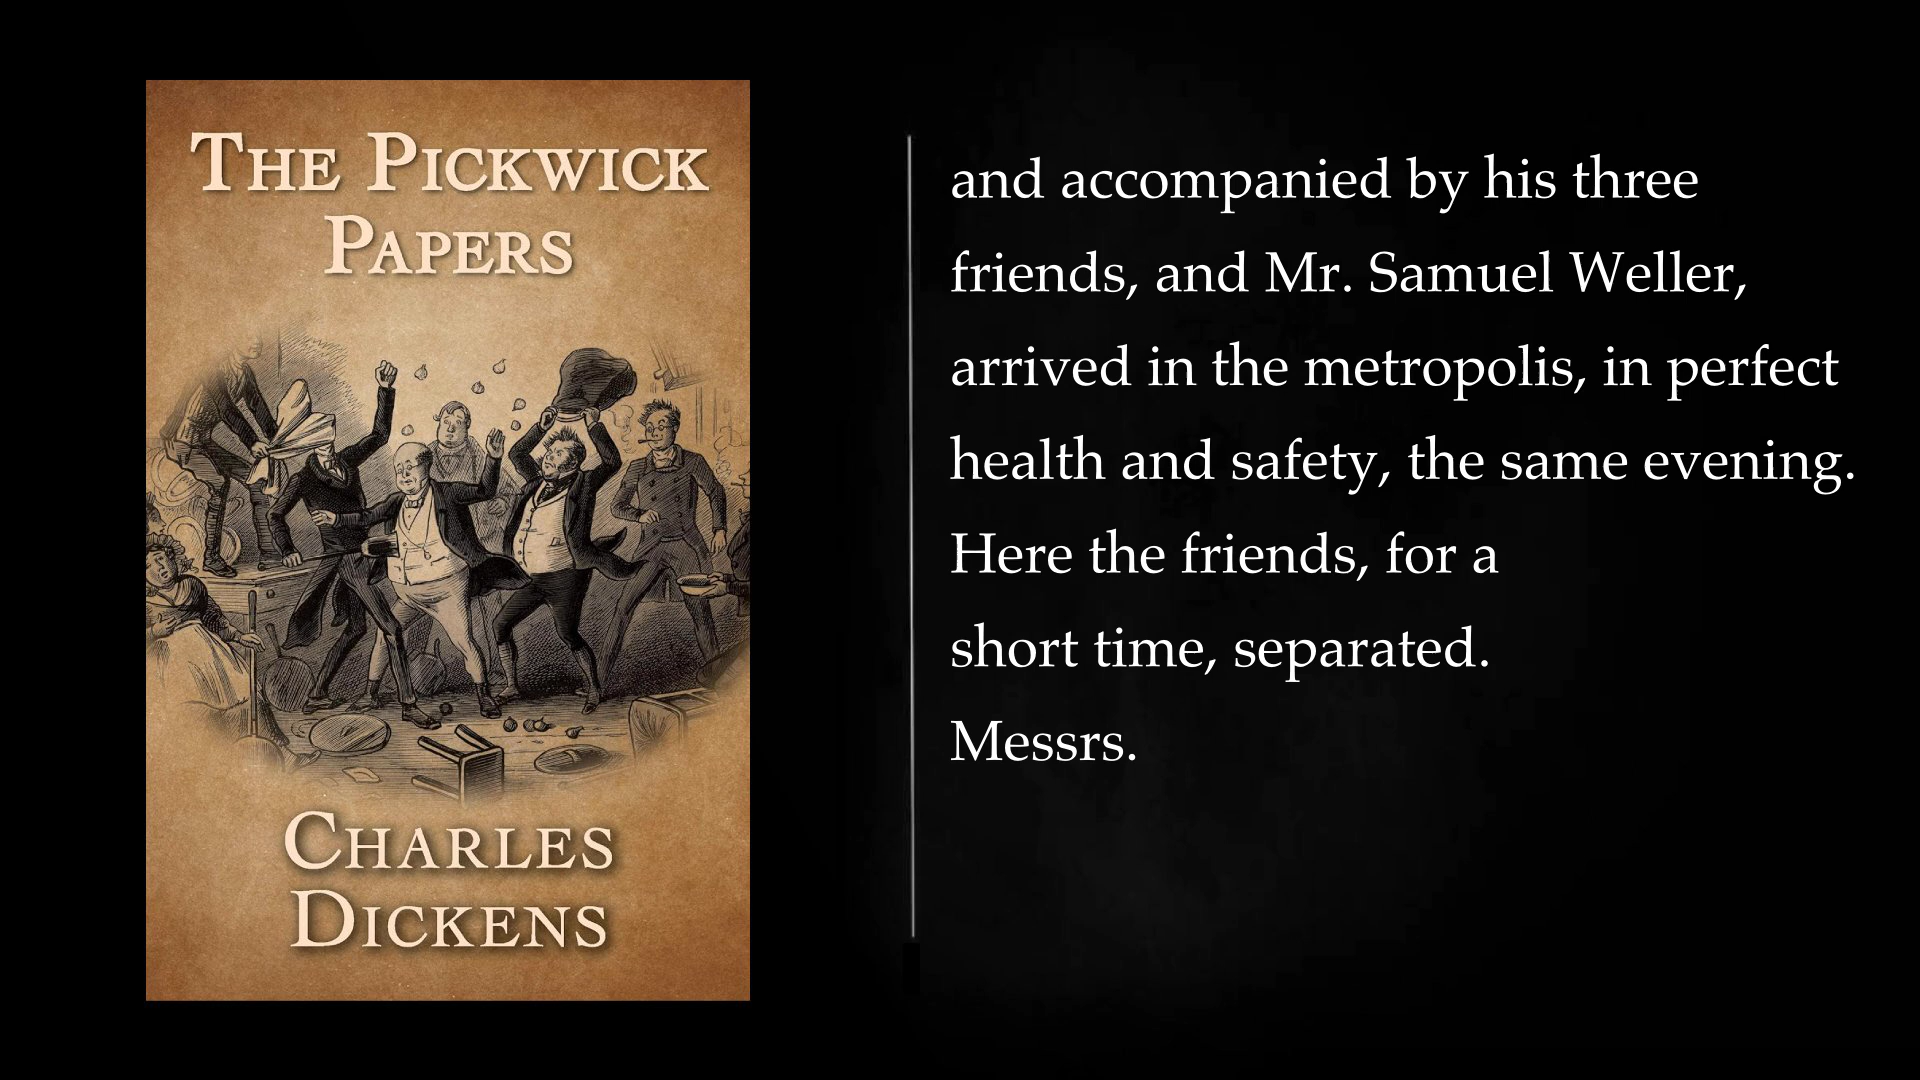 The Pickwick
Papers
Charles
Dickens
and accompanied by his three
friends, and Mr. Samuel Weller,
arrived in the metropolis, in perfect
health and safety, the same evening.
Here the friends, for a
short time, separated.
Messrs.